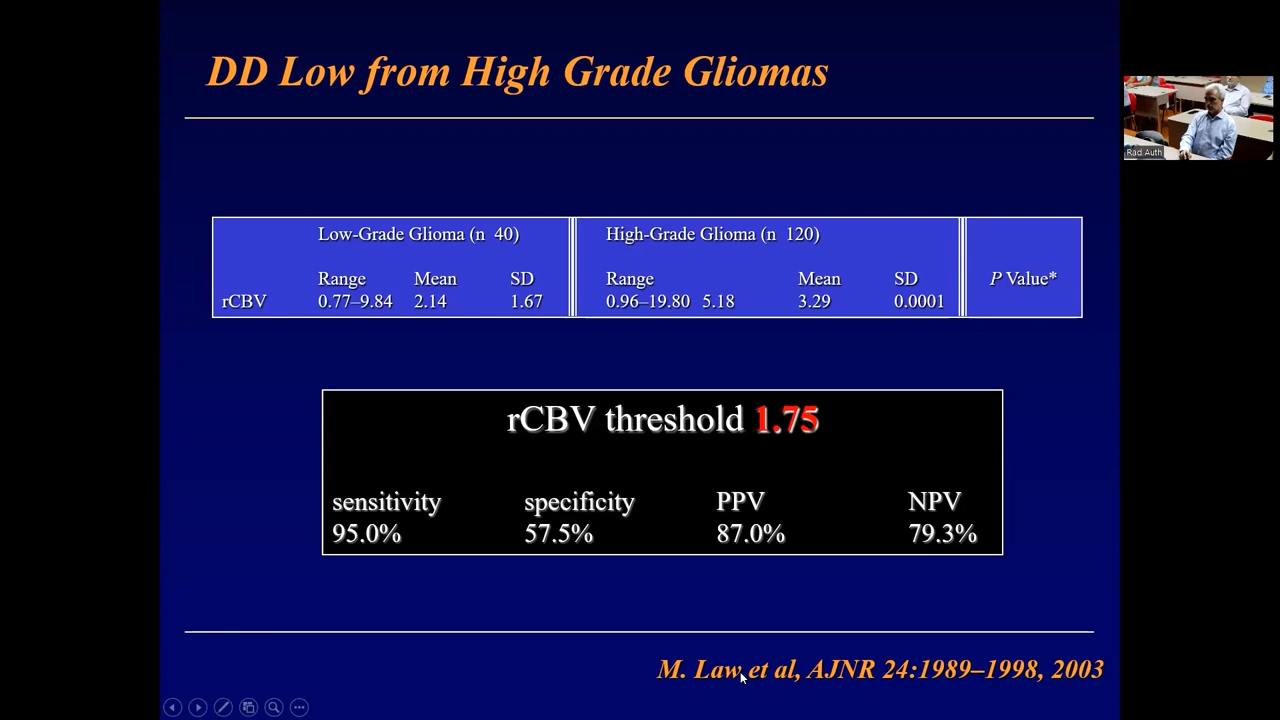 DD Low from High Grade Gliomas
Low-Grade Glioma (n 40) High-Grade Glioma (n 120)
Range Mean SD Range Mean SD P Value*
rCBV 0.77–9.84 2.14 1.67 0.96–19.80 5.18 3.29 0.0001
rCBV threshold 1.75
sensitivity specificity PPV NPV
95.0% 57.5% 87.0% 79.3%
M. Law et al, AJNR 24:1989–1998, 2003
Rad Auth